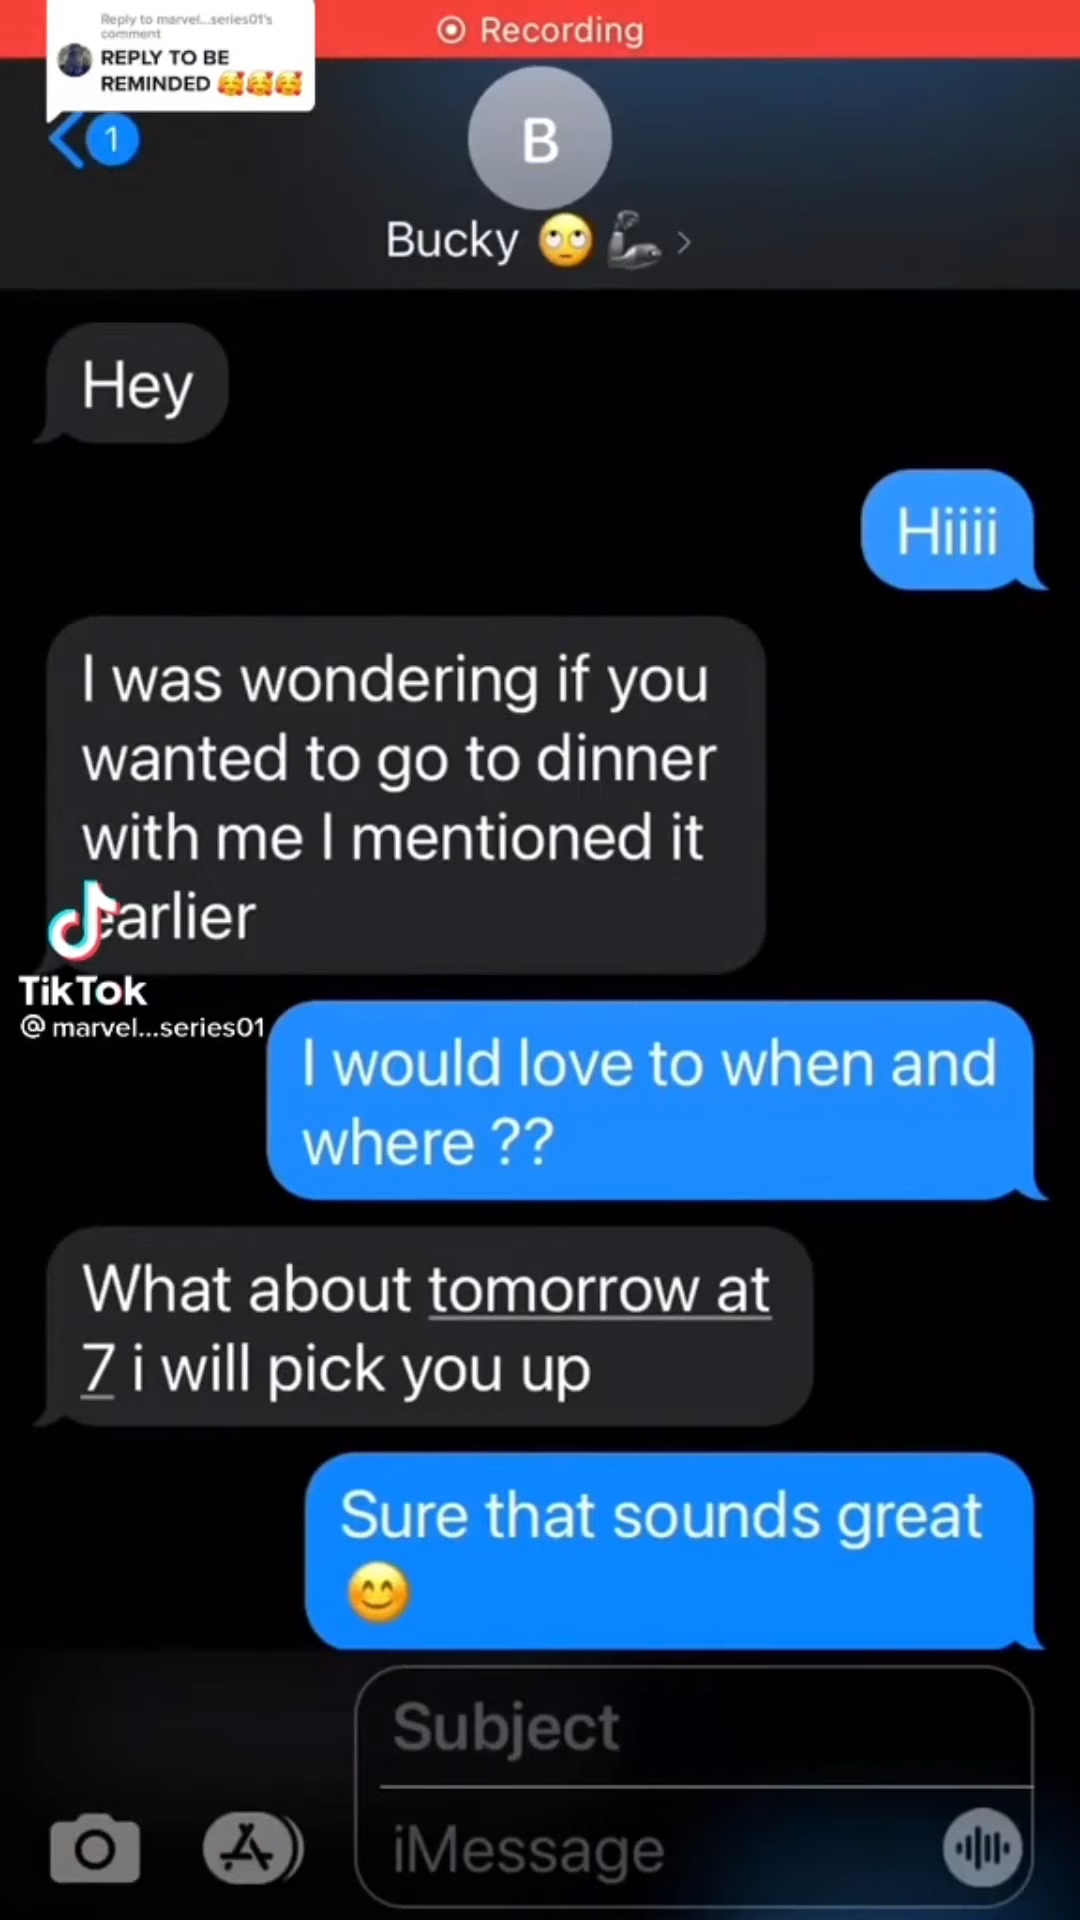 Reply to marvel...series01's
comment
REPLY TO BE
REMINDED 🥰🥰🥰
Recording
1
B
Bucky 🙄🦾 >
Hey
Hiiii
I was wondering if you
wanted to go to dinner
with me I mentioned it
earlier
TikTok
@marvel...series01
I would love to when and
where ??
What about tomorrow at
7 i will pick you up
Sure that sounds great
😊
Subject
iMessage